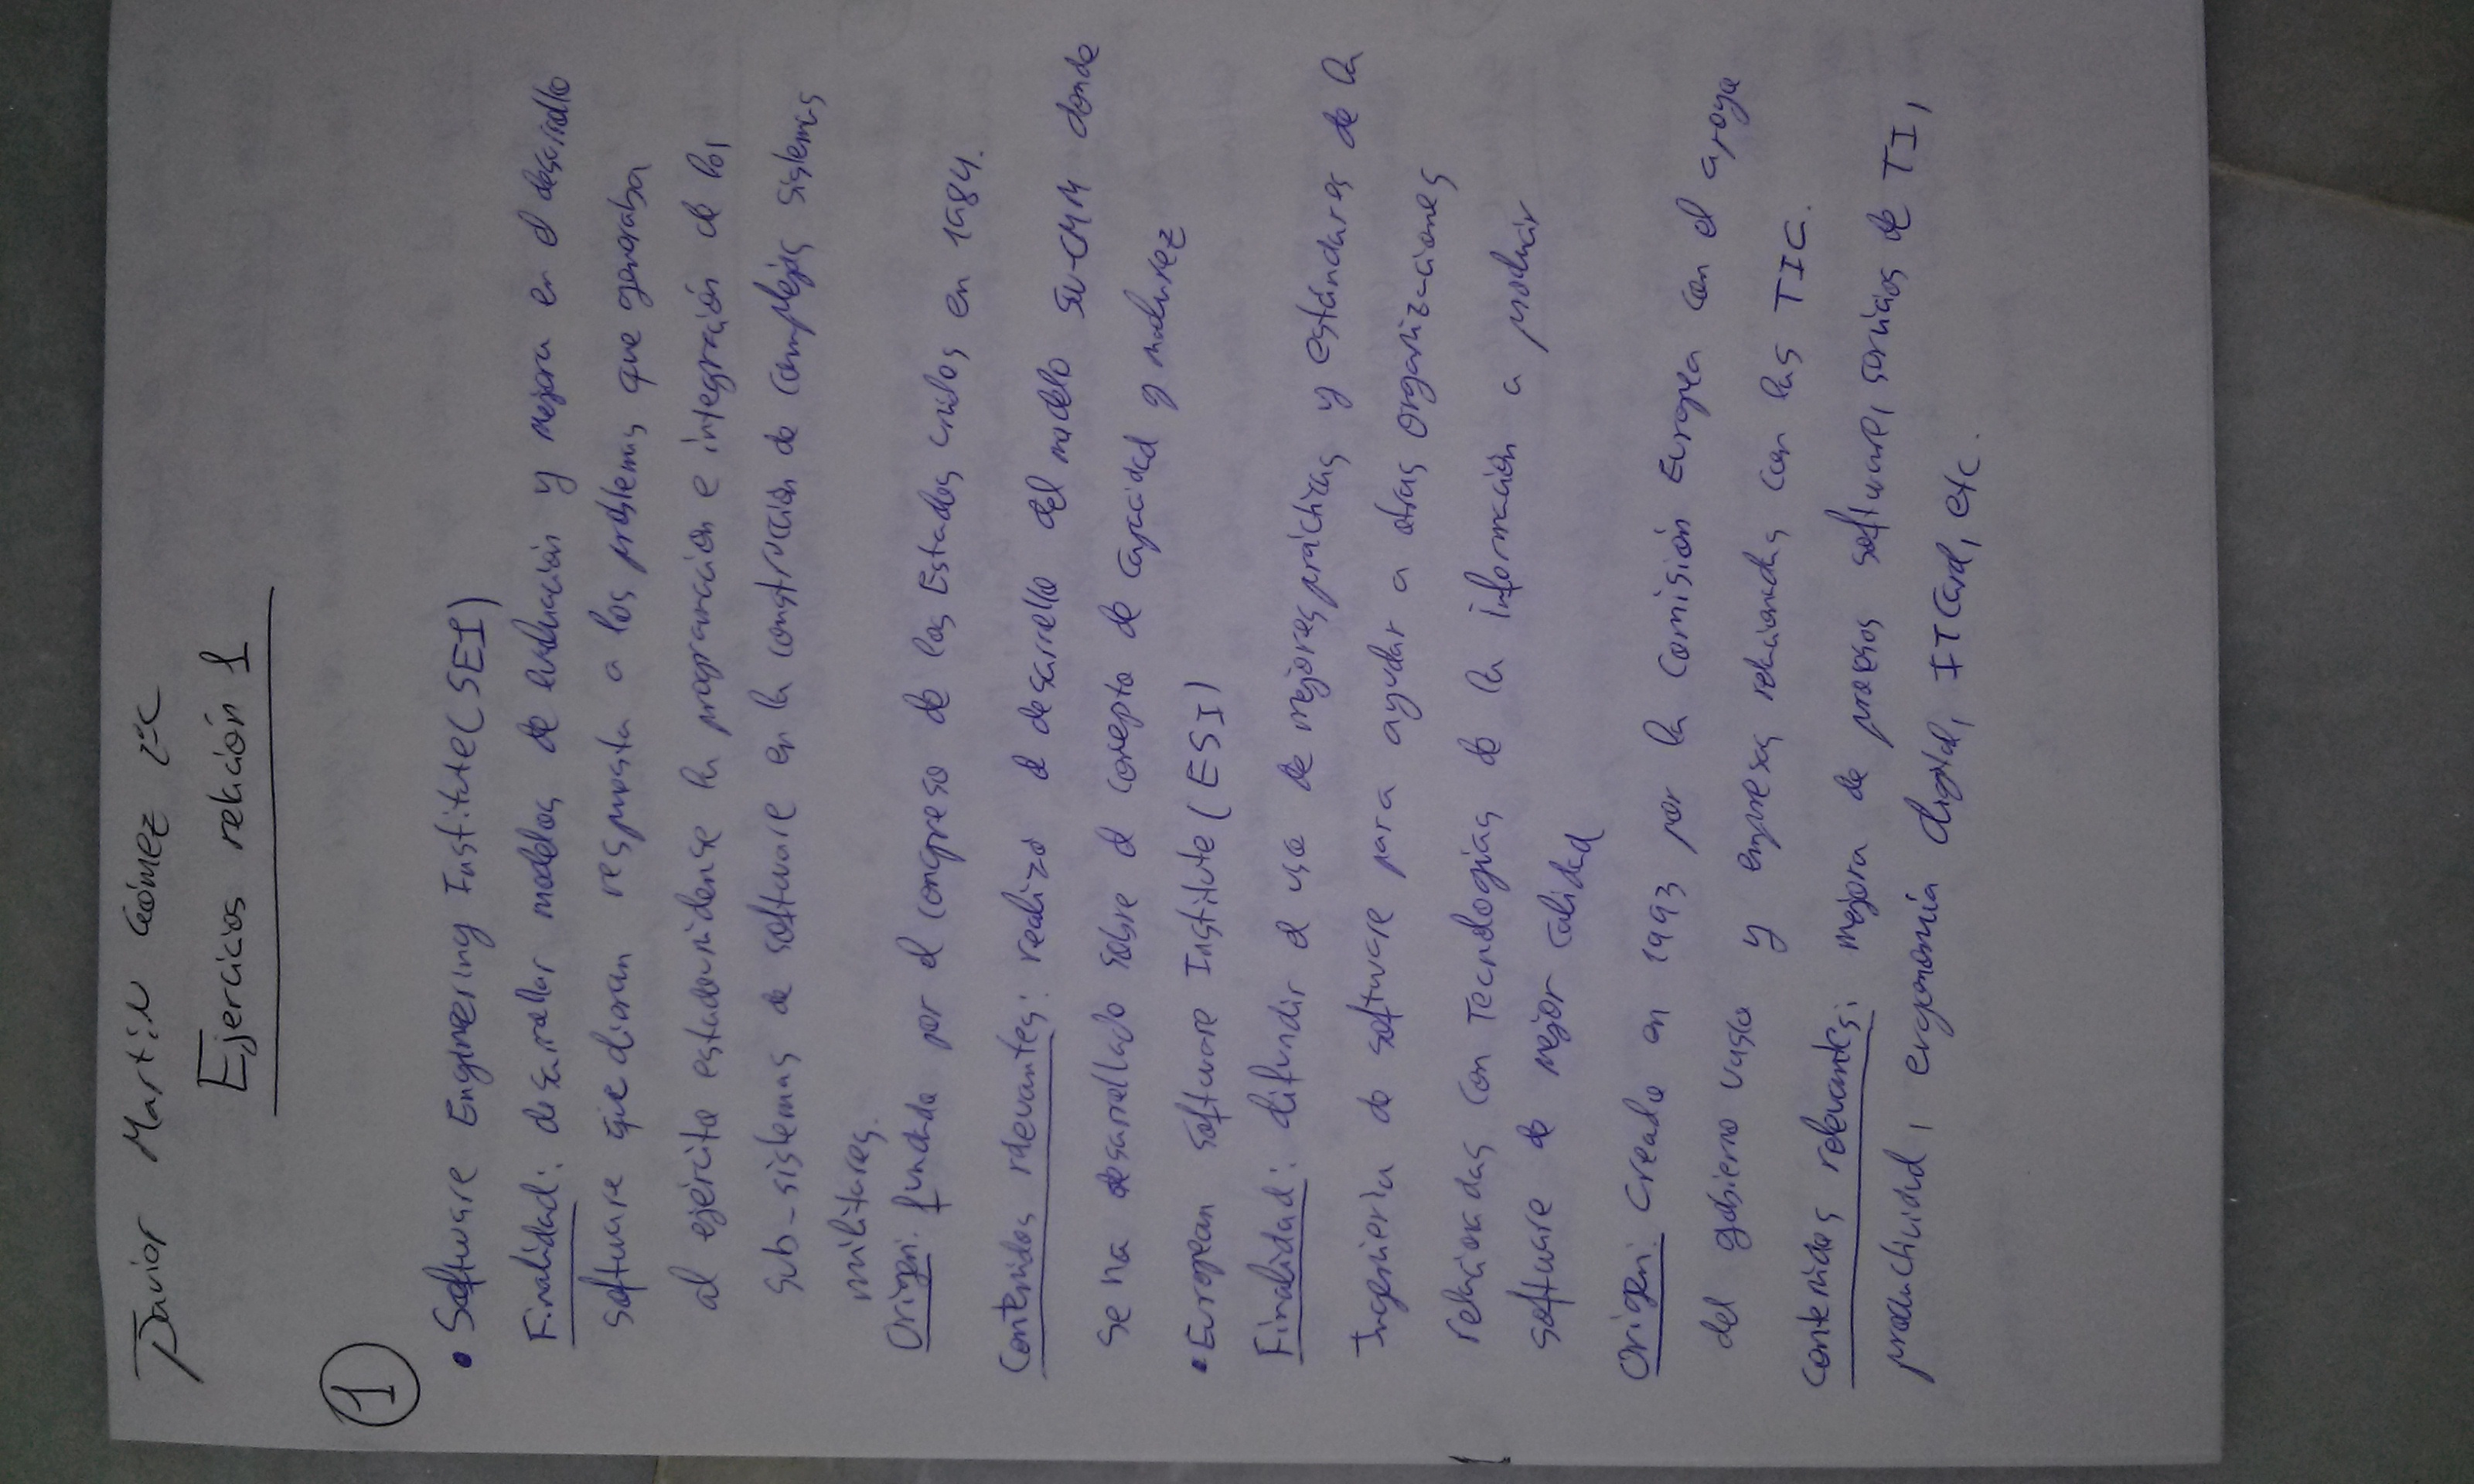 Javier Martín Gómez 2ºC
Ejercicios relación 1
1
• Software Engineering Institute (SEI)
Finalidad: desarrollar modelos de evaluación y mejora en el desarrollo
software que dieran respuesta a los problemas que generaba
al ejército estadounidense la programación e integración de los
sub-sistemas de software en la construcción de complejos sistemas
militares.
Origen: fundada por el congreso de los Estados unidos en 1984.
Contenidos relevantes: realizó el desarrollo del modelo SW-CMM donde
se ha desarrollado sobre el concepto de capacidad y madurez
• European Software Institute (ESI)
Finalidad: difundir el uso de mejores prácticas y estándares de la
Ingeniería de software para ayudar a otras organizaciones
relacionadas con Tecnologías de la información a producir
software de mejor calidad
Origen: Creado en 1993 por la Comisión Europea con el apoyo
del gobierno vasco y empresas relacionadas con las TIC.
Contenidos relevantes: mejora de procesos software, servicios de TI,
productividad, ergonomía digital, IT Card, etc.